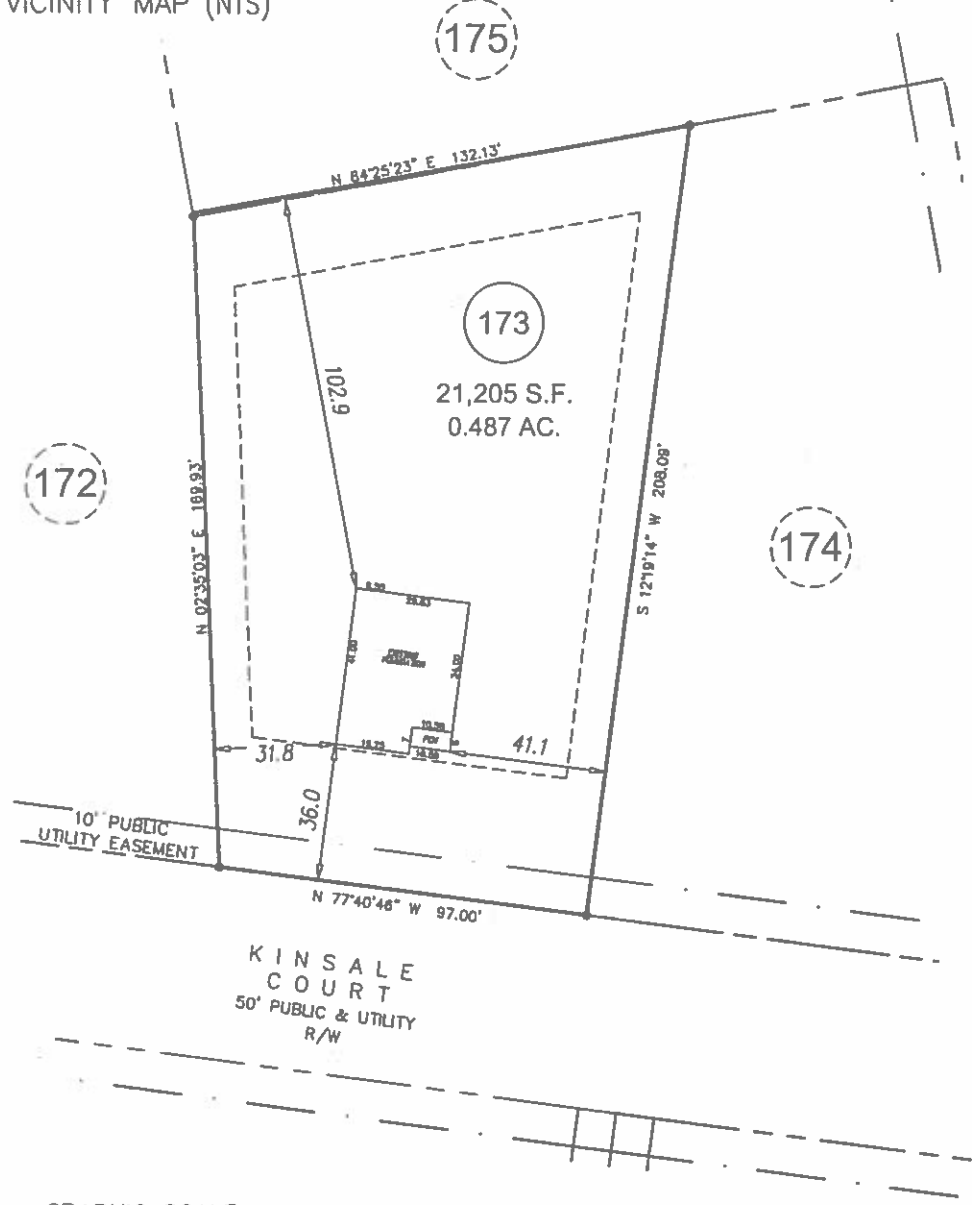 VICINITY MAP (NTS)
175
N 84°25'23" E 132.13'
173
21,205 S.F.
0.487 AC.
102.9
172
N 02°35'03" E 189.93'
S 12°19'14" W 208.09'
174
31.8
41.1
36.0
10' PUBLIC
UTILITY EASEMENT
N 77°40'46" W 97.00'
KINSALE
COURT
50' PUBLIC & UTILITY
R/W